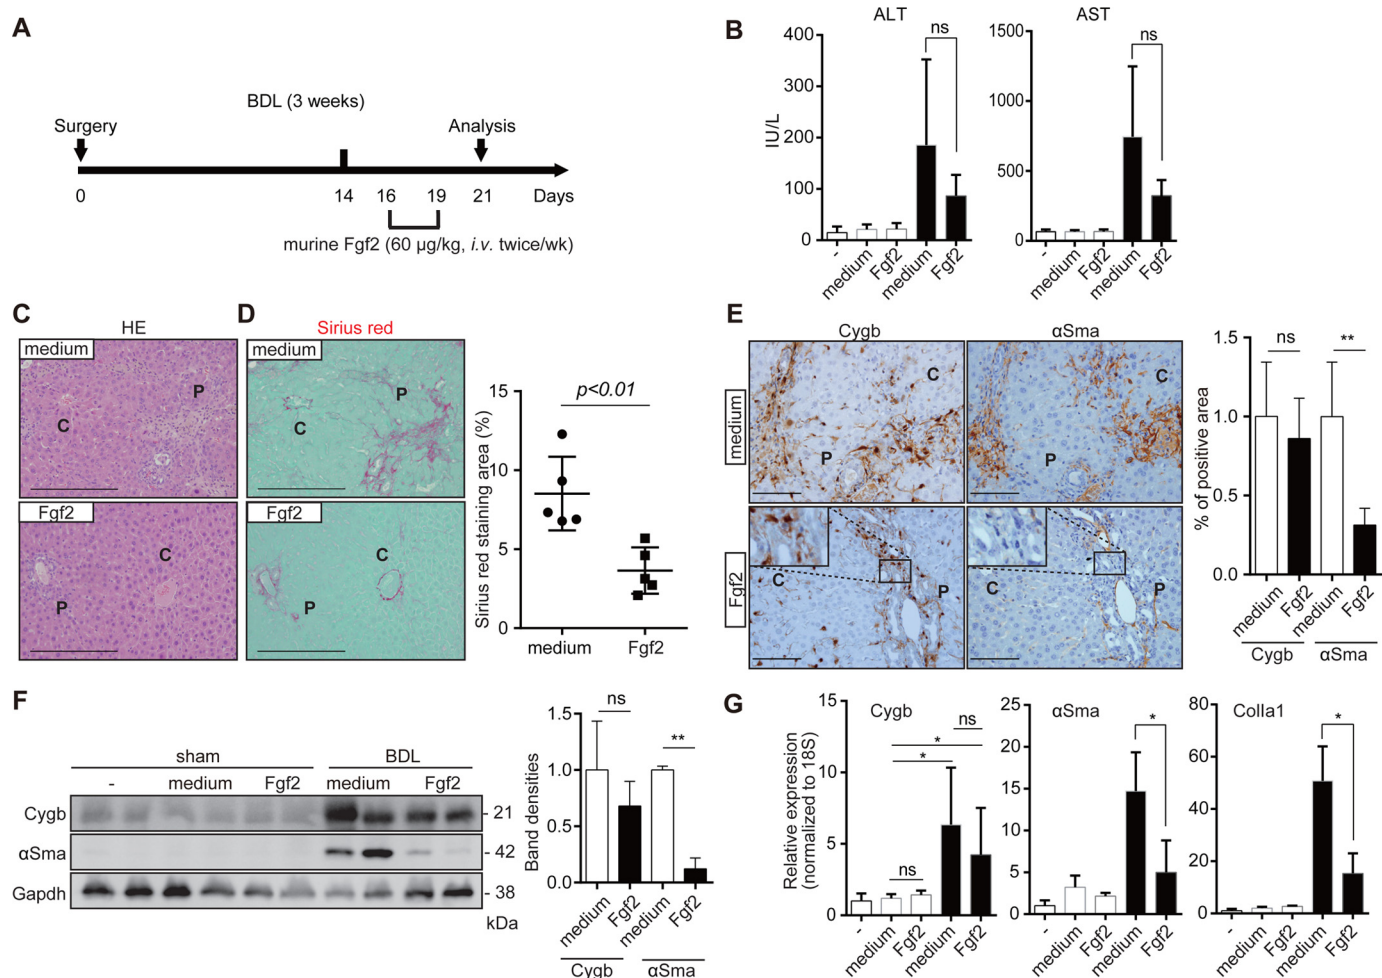 A
BDL (3 weeks)
Surgery
Analysis
0 14 16 19 21 Days
murine Fgf2 (60 µg/kg, i.v. twice/wk)
B
ALT
ns
400
300
200
100
0
IU/L
- medium Fgf2 medium Fgf2
AST
ns
1500
1000
500
0
- medium Fgf2 medium Fgf2
C
HE
medium
P
C
Fgf2
C
P
D
Sirius red
medium
P
C
Fgf2
C
P
Sirius red staining area (%)
15
10
5
0
p<0.01
medium Fgf2
E
Cygb αSma
medium
C
P
C
P
Fgf2
C
P
C
P
% of positive area
1.5
1.0
0.5
0.0
ns **
medium Fgf2 medium Fgf2
Cygb αSma
F
sham BDL
- medium Fgf2 medium Fgf2
Cygb - 21
αSma - 42
Gapdh - 38
kDa
Band densities
1.5
1.0
0.5
0.0
ns
**
medium Fgf2 medium Fgf2
Cygb αSma
G
Relative expression
(normalized to 18S)
Cygb
15
10
5
0
ns
*
*
ns
- medium Fgf2 medium Fgf2
αSma
25
20
15
10
5
0
*
- medium Fgf2 medium Fgf2
Colla1
80
60
40
20
0
*
- medium Fgf2 medium Fgf2